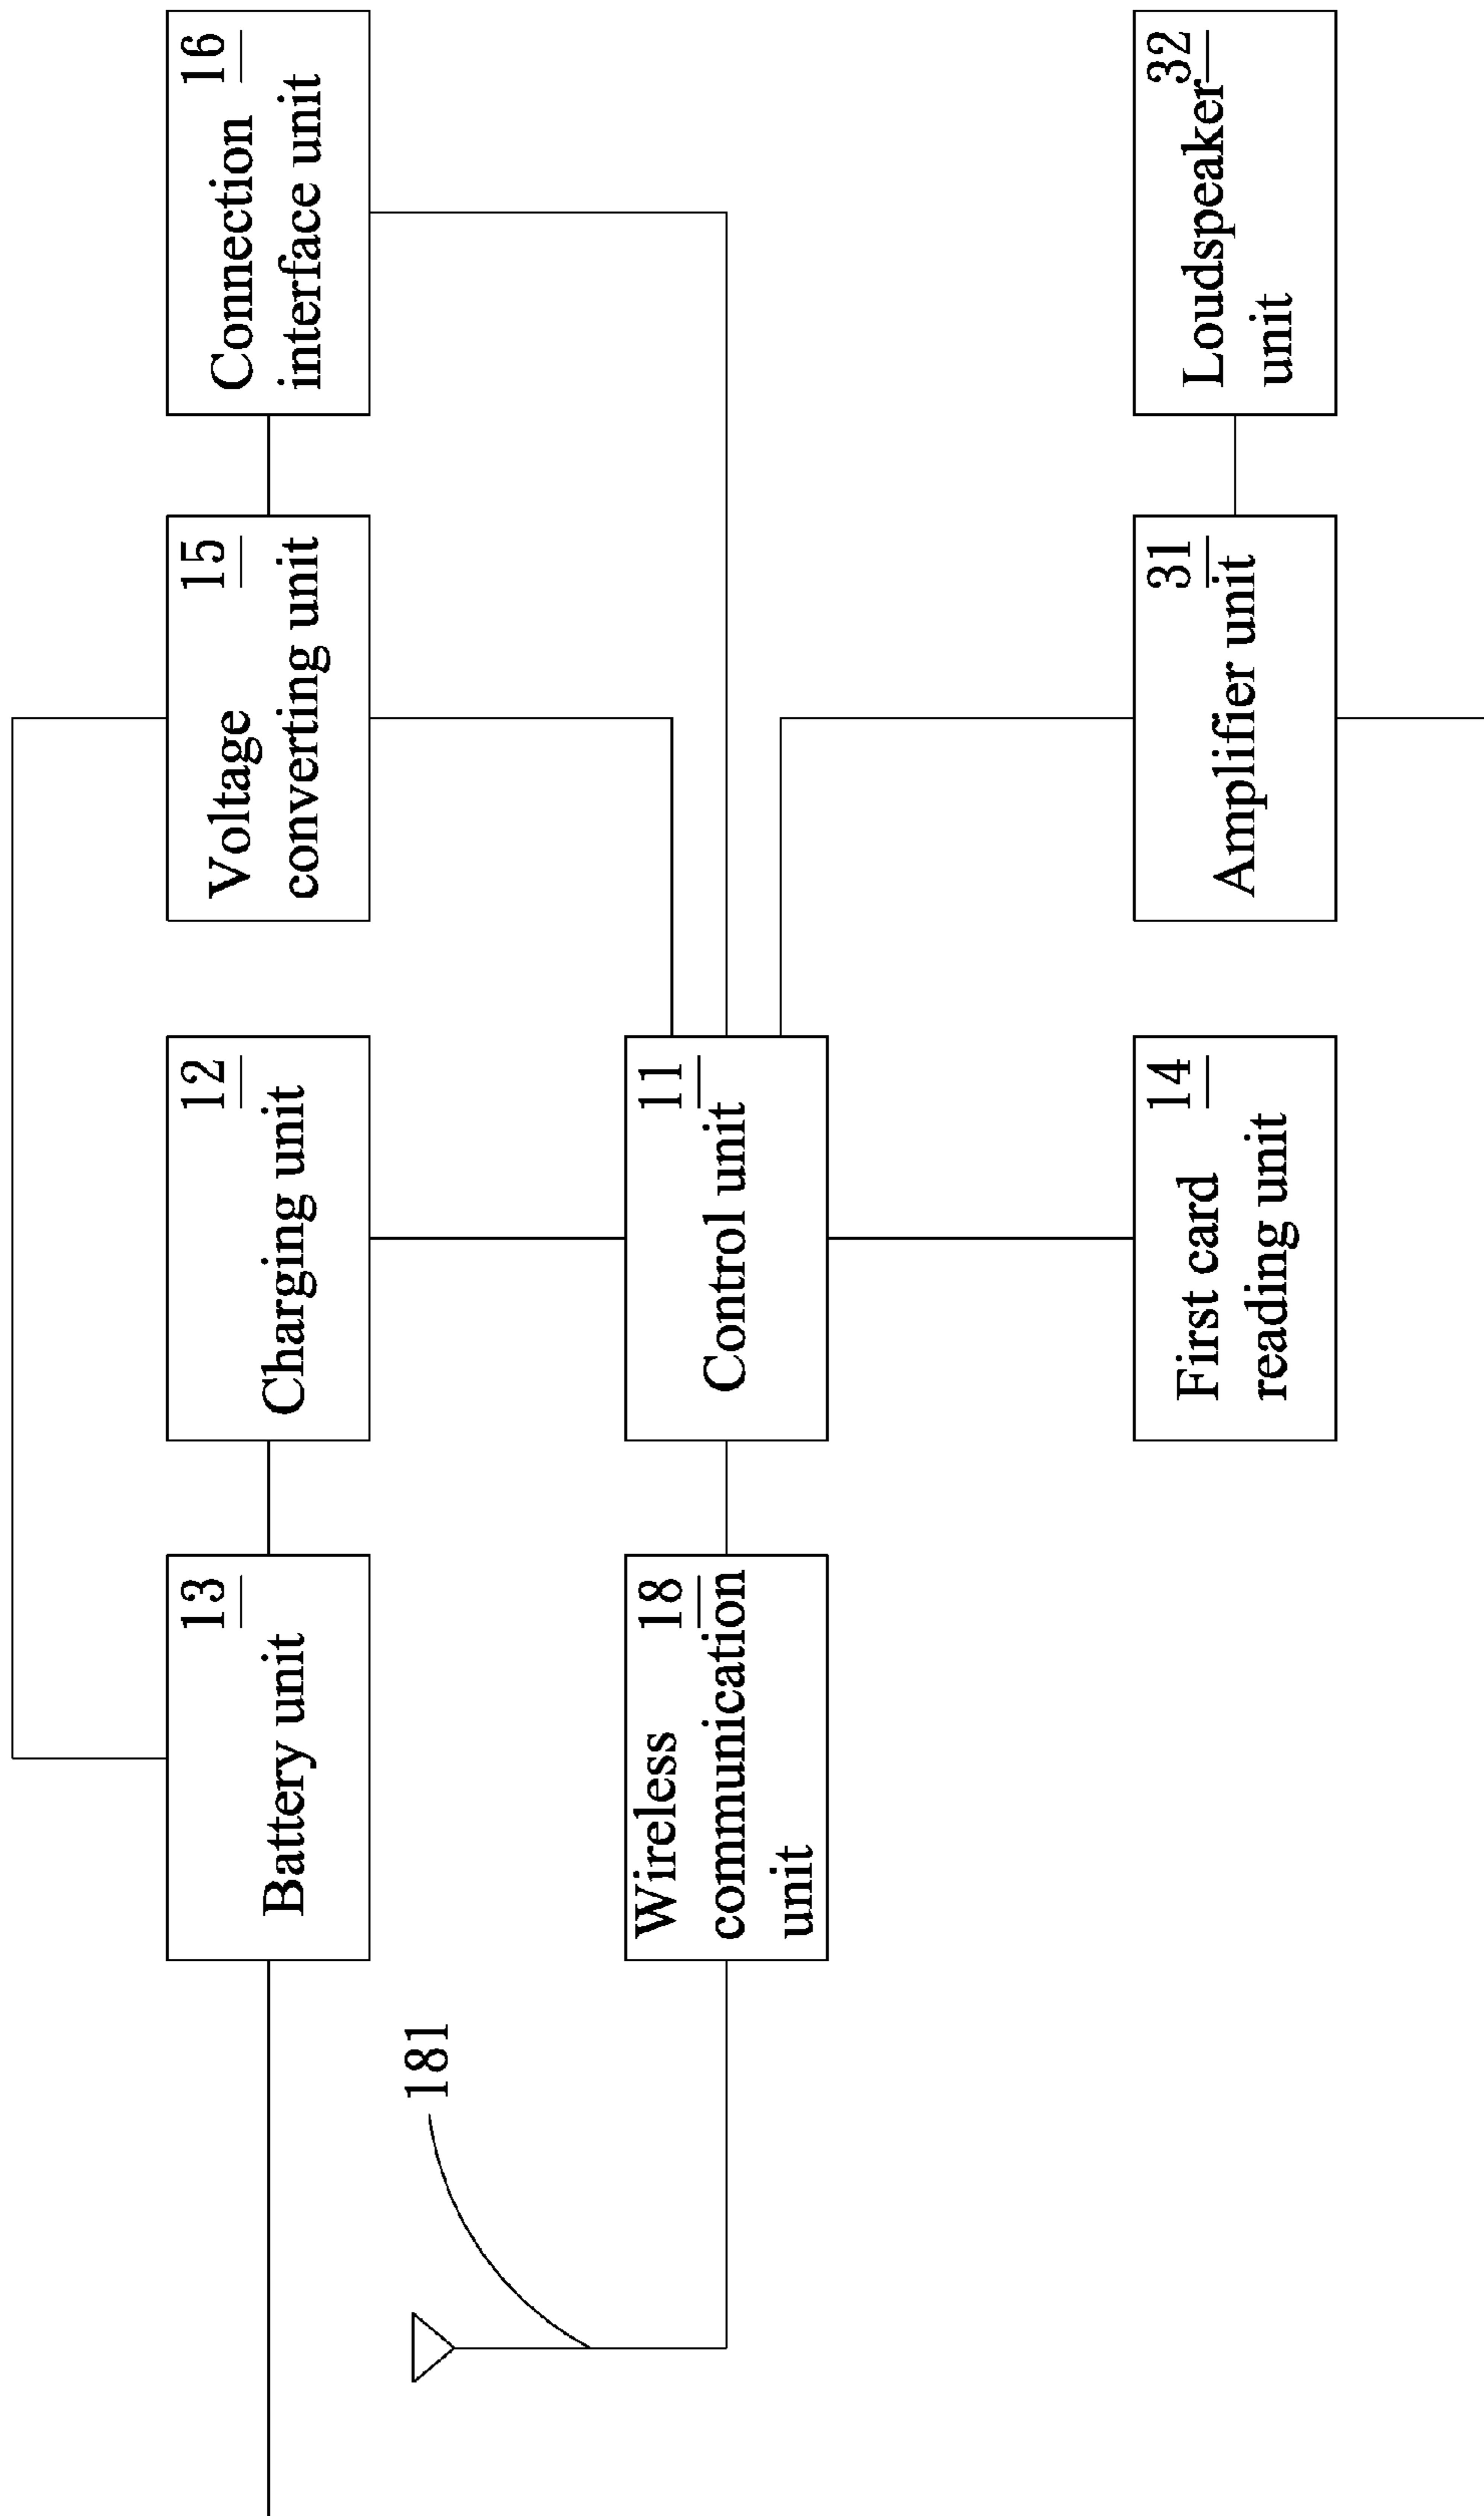 13
Battery unit
12
Charging unit
15
Voltage
converting unit
16
Connection
interface unit
181
18
Wireless
communication
unit
11
Control unit
14
First card
reading unit
31
Amplifier unit
32
Loudspeaker
unit